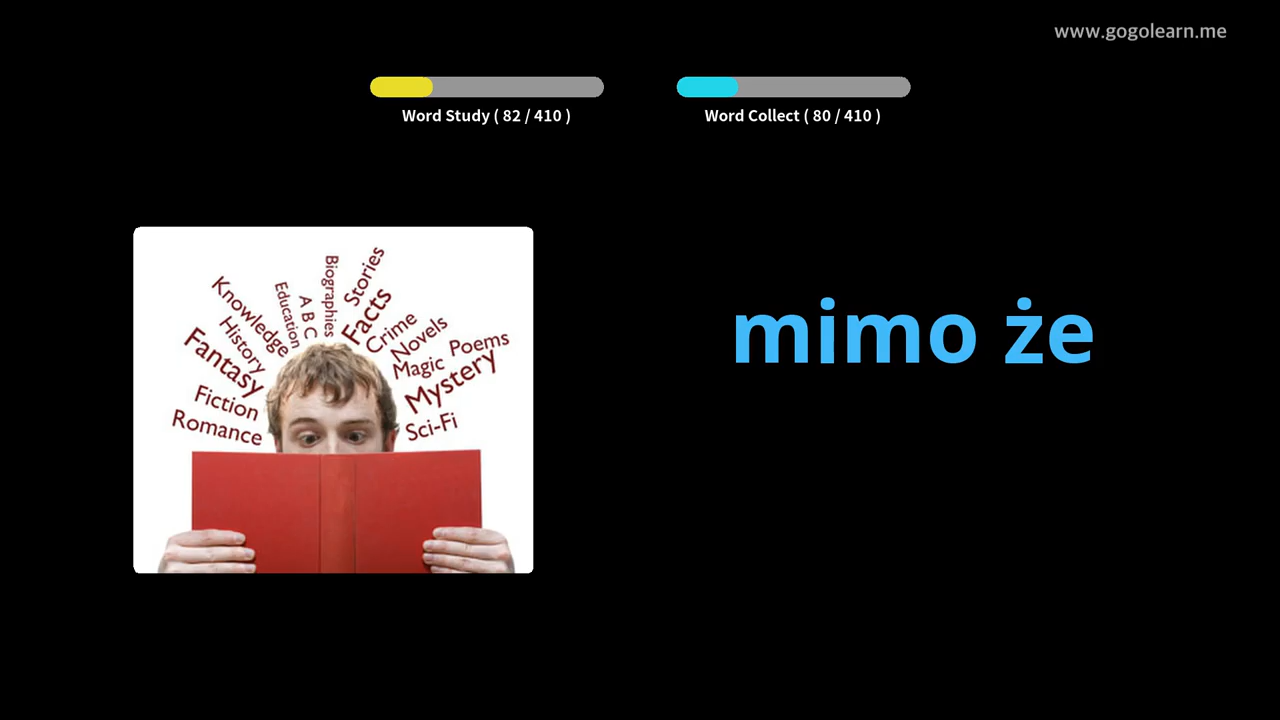 www.gogolearn.me
Word Study ( 82 / 410 )
Word Collect ( 80 / 410 )
Knowledge
History
Fantasy
Fiction
Romance
Education
A B C
Biographies
Stories
Facts
Crime
Novels
Magic
Poems
Mystery
Sci-Fi
mimo że